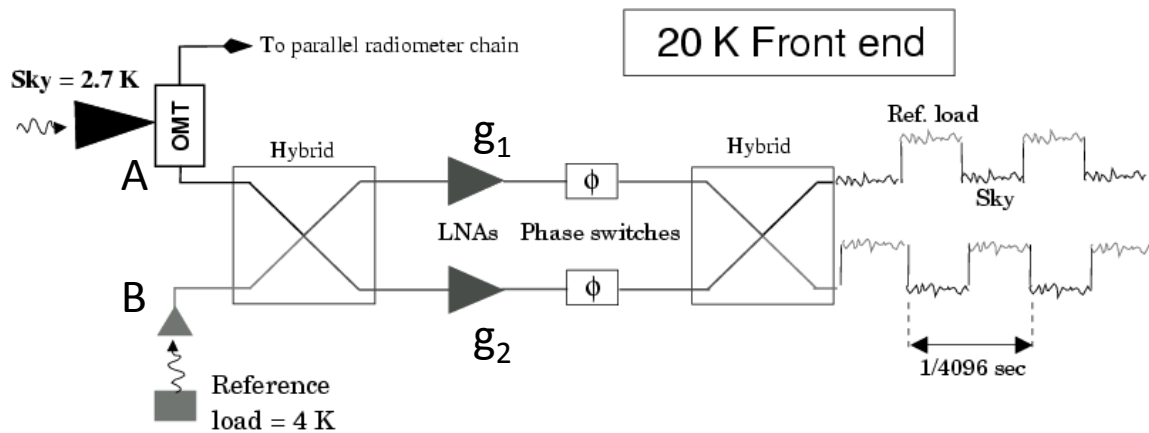 To parallel radiometer chain
20 K Front end
Sky = 2.7 K
OMT
A
Hybrid
g1
Hybrid
Ref. load
ϕ
Sky
LNAs
Phase switches
B
ϕ
g2
1/4096 sec
Reference
load = 4 K